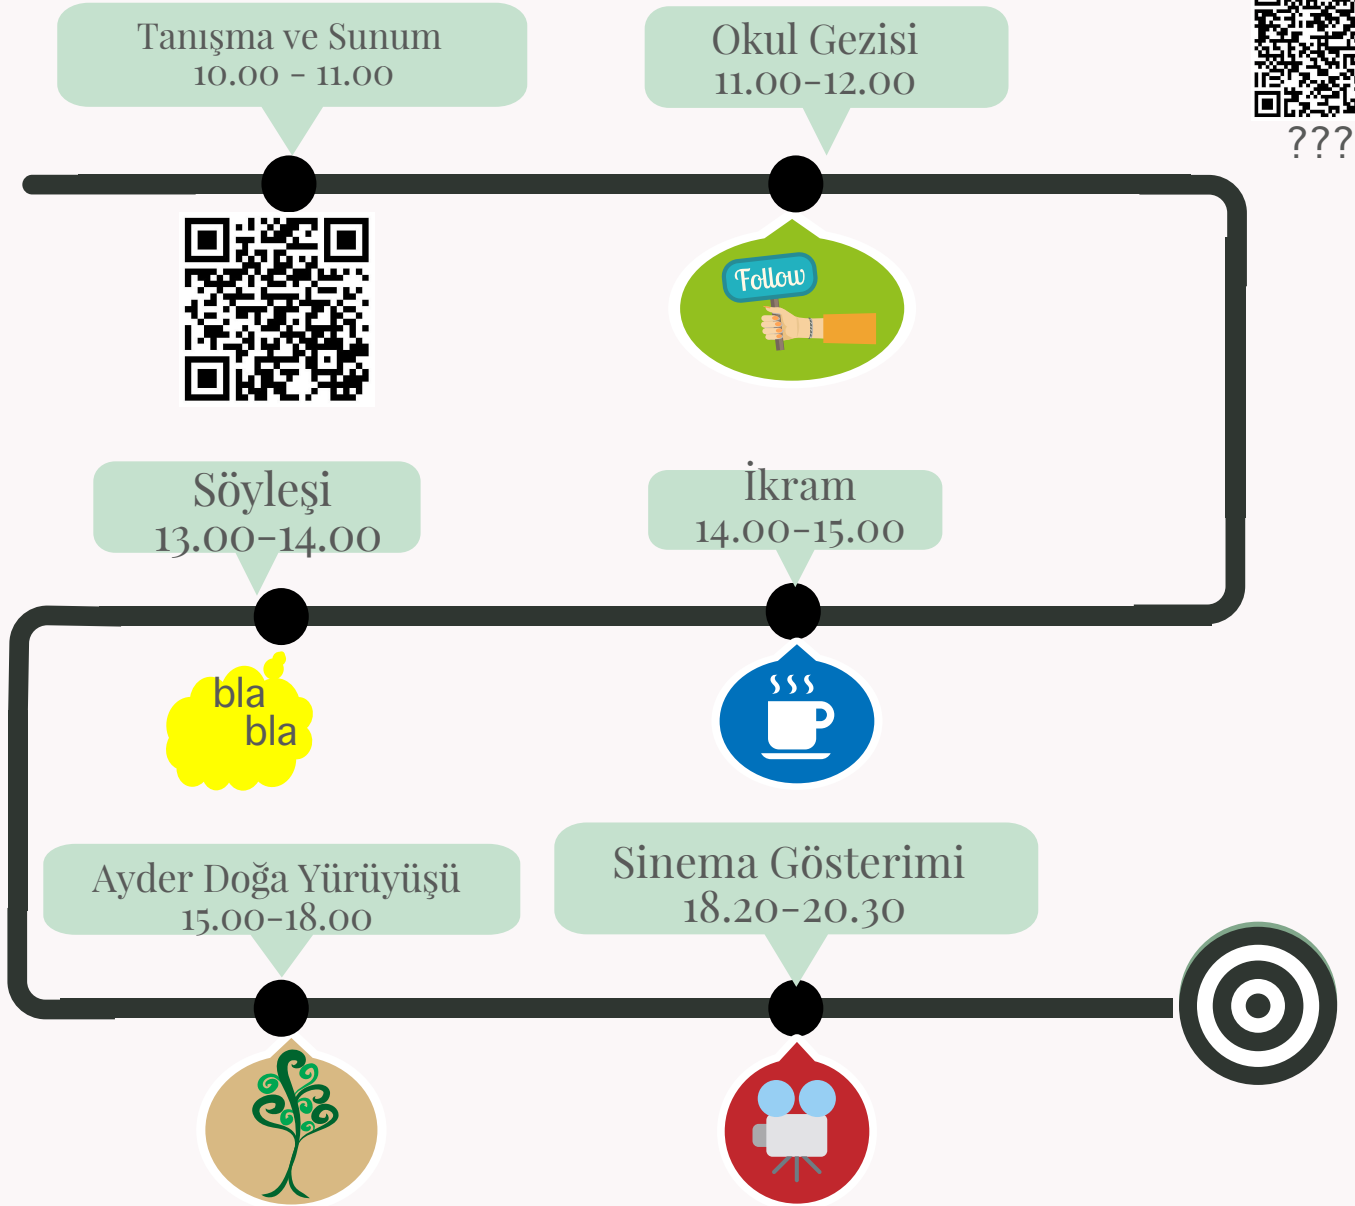 Tanışma ve Sunum
10.00 - 11.00
Okul Gezisi
11.00-12.00
???
Follow
Söyleşi
13.00-14.00
İkram
14.00-15.00
bla
bla
Ayder Doğa Yürüyüşü
15.00-18.00
Sinema Gösterimi
18.20-20.30